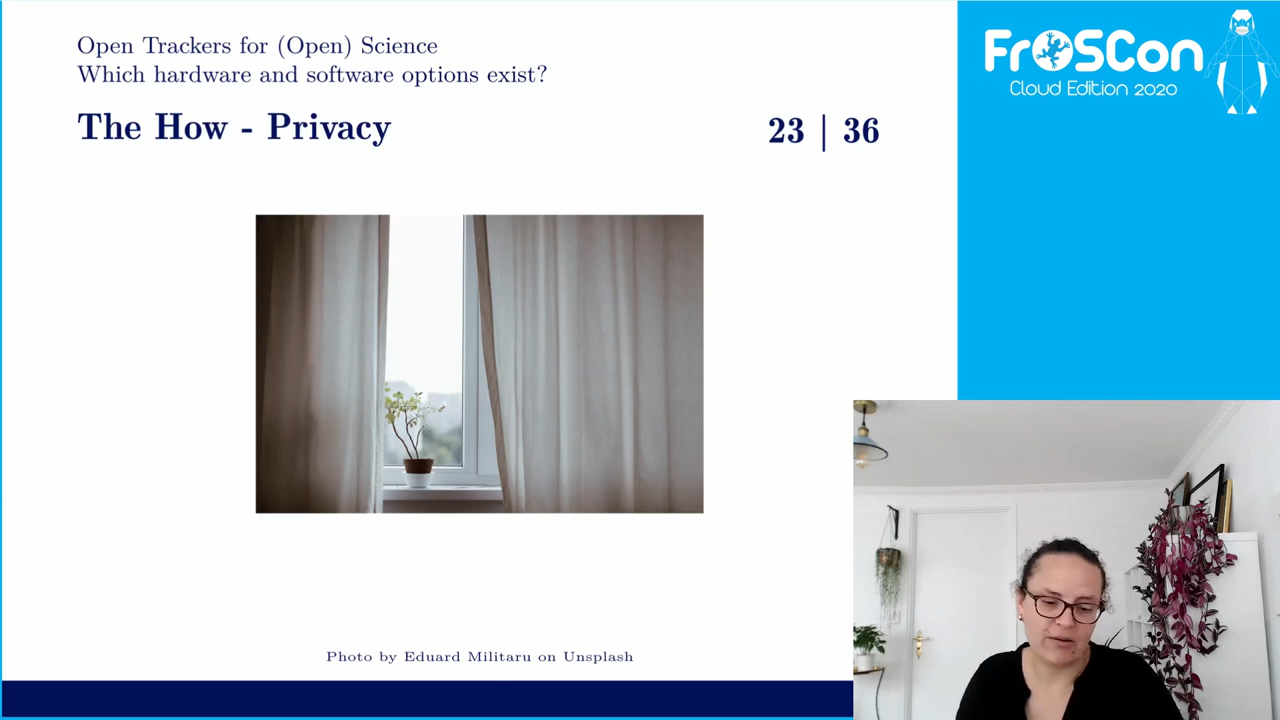 Open Trackers for (Open) Science
Which hardware and software options exist?
The How - Privacy
23 | 36
Photo by Eduard Militaru on Unsplash
FrOSCon
Cloud Edition 2020